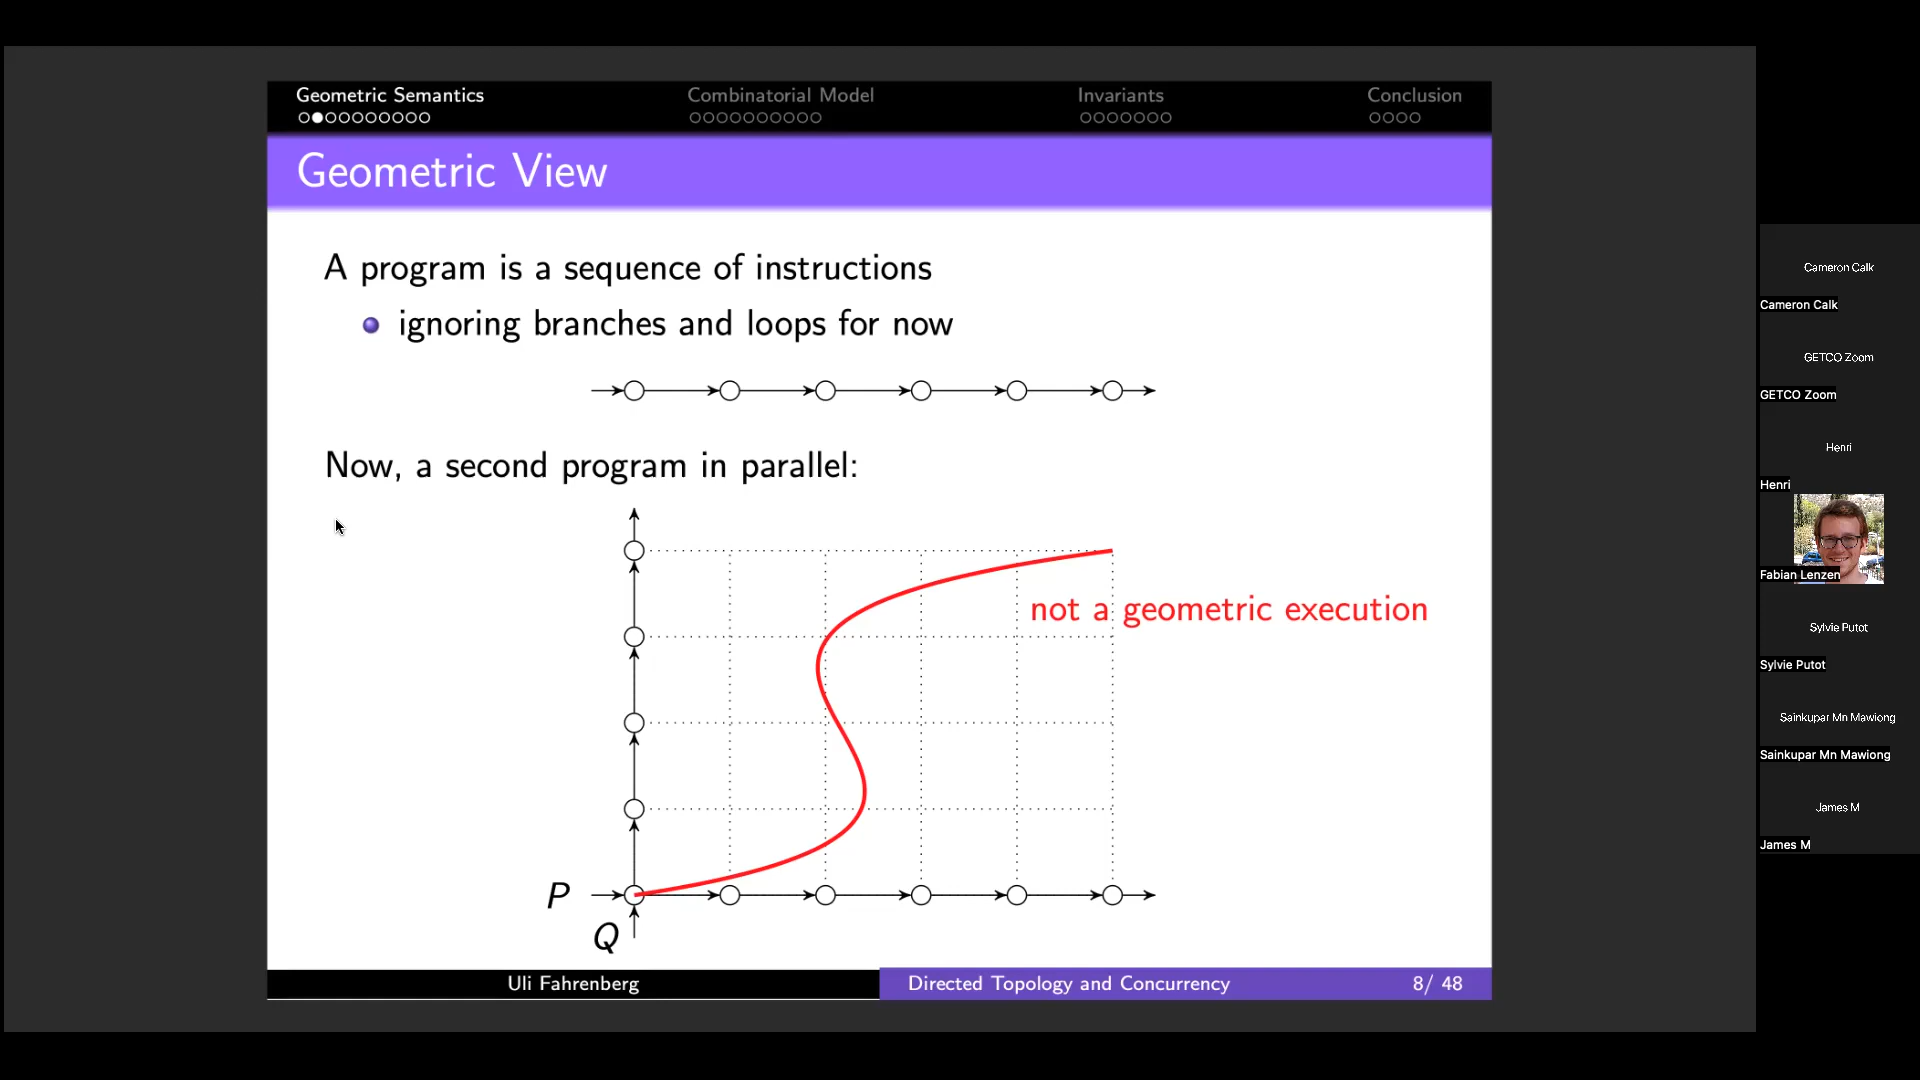 Geometric Semantics
Combinatorial Model
Invariants
Conclusion
Geometric View
A program is a sequence of instructions
ignoring branches and loops for now
Now, a second program in parallel:
not a geometric execution
P
Q
Uli Fahrenberg
Directed Topology and Concurrency
8/ 48
Cameron Calk
Cameron Calk
GETCO Zoom
GETCO Zoom
Henri
Henri
Fabian Lenzen
Sylvie Putot
Sylvie Putot
Sainkupar Mn Mawiong
Sainkupar Mn Mawiong
James M
James M